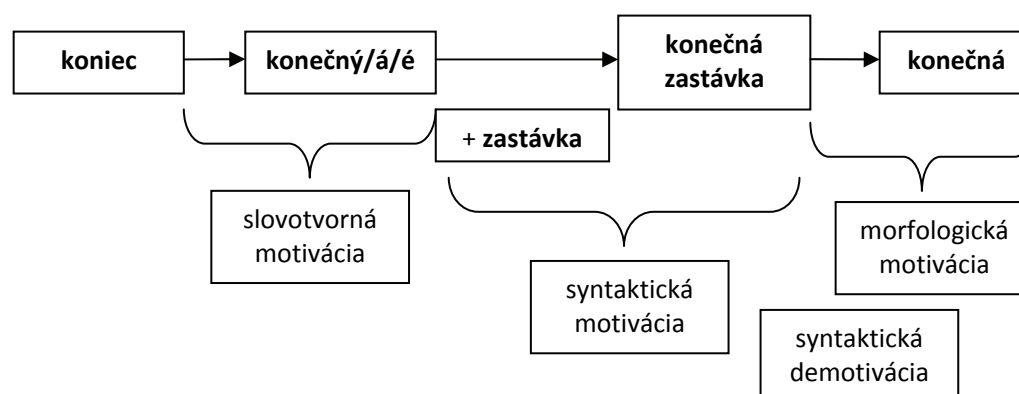 koniec
konečný/á/é
konečná
zastávka
konečná
+ zastávka
slovotvorná
motivácia
syntaktická
motivácia
morfologická
motivácia
syntaktická
demotivácia